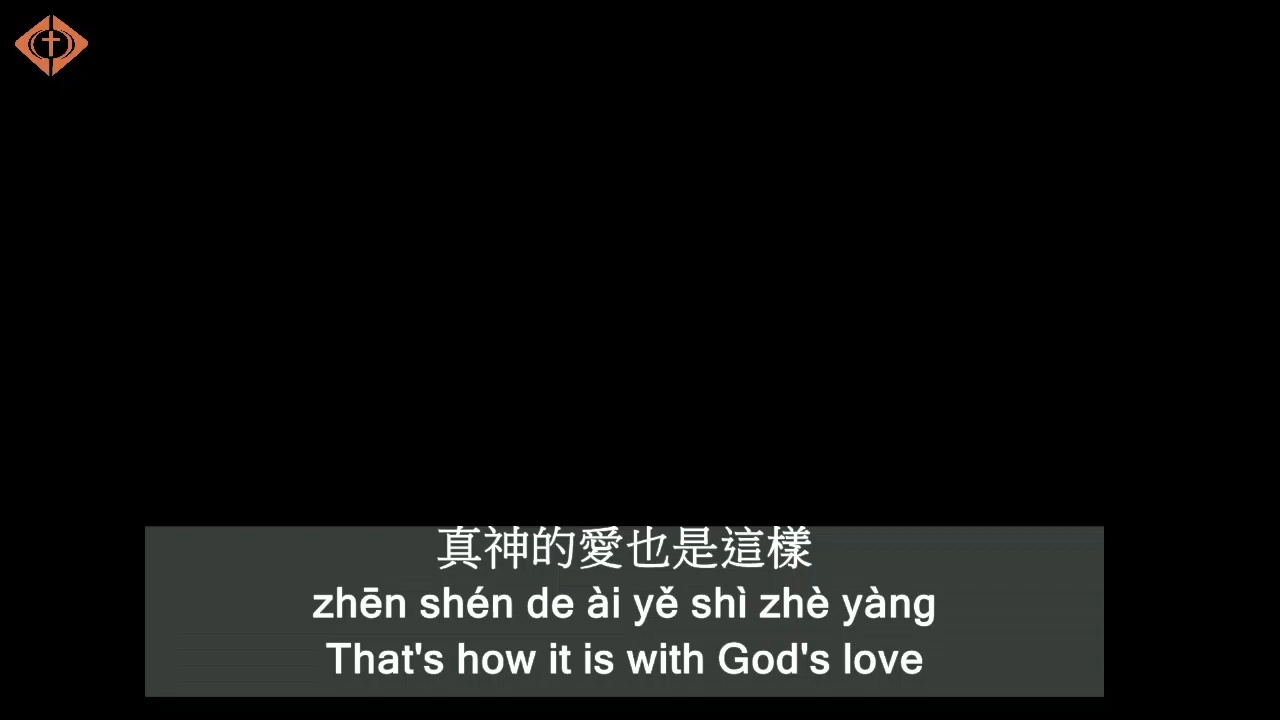 真神的愛也是這樣
zhēn shén de ài yě shì zhè yàng
That's how it is with God's love